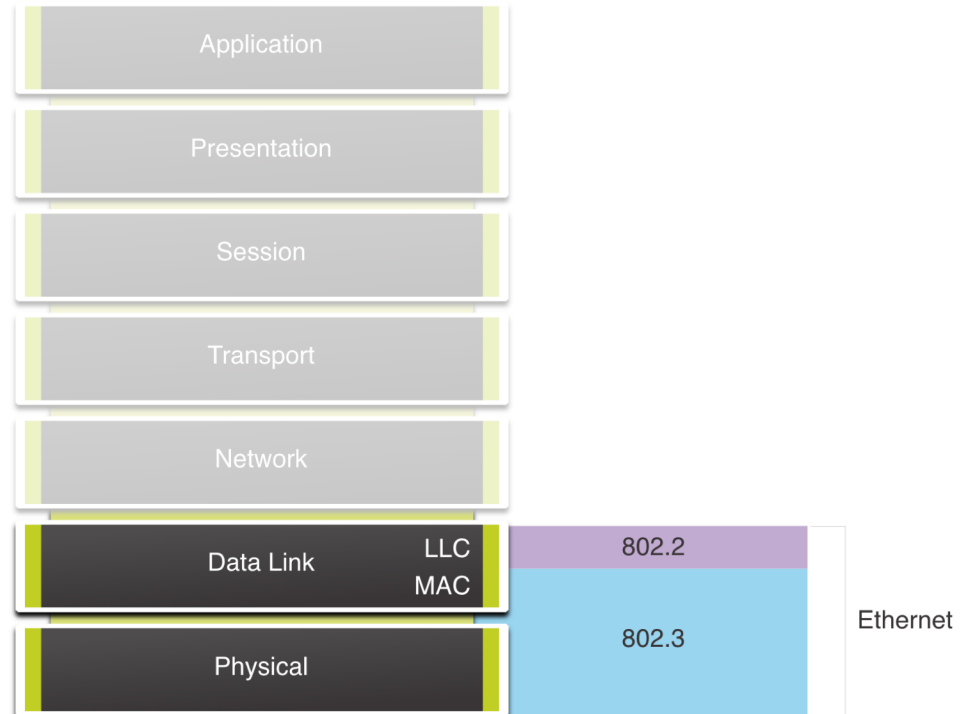 Application
Presentation
Session
Transport
Network
Data Link
LLC
MAC
802.2
802.3
Ethernet
Physical